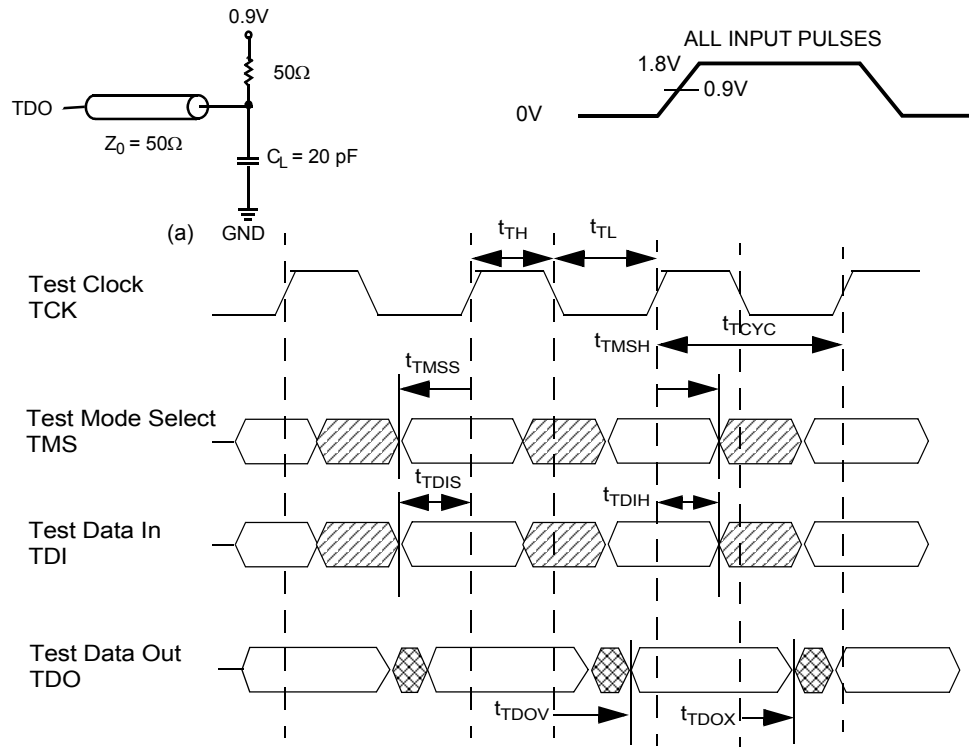 0.9V
50Ω
TDO
Z0 = 50Ω
CL = 20 pF
(a)
GND
ALL INPUT PULSES
1.8V
0.9V
0V
tTH
tTL
Test Clock
TCK
tTCYC
tTMSH
tTMSS
Test Mode Select
TMS
tTDIS
tTDIH
Test Data In
TDI
Test Data Out
TDO
tTDOV
tTDOX